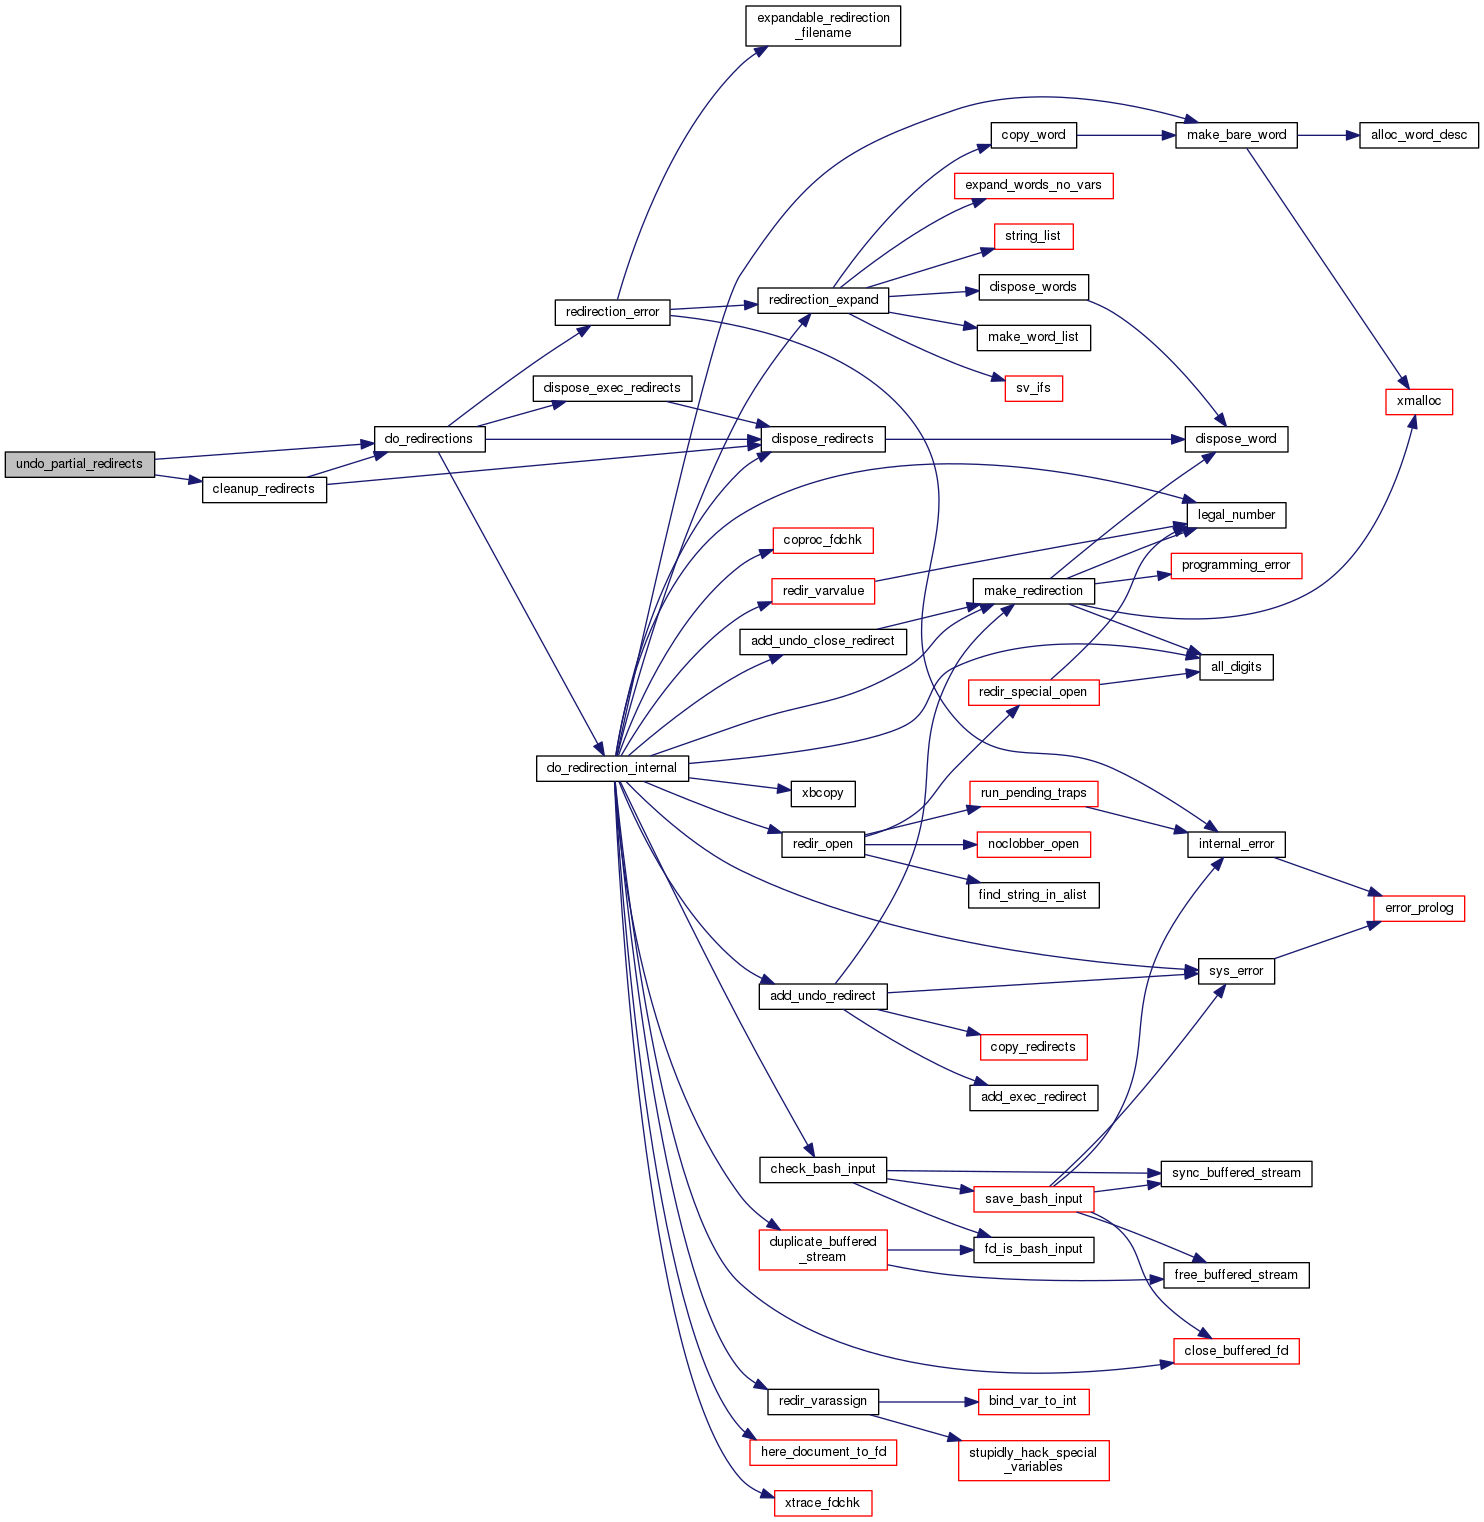 expandable_redirection
_filename
copy_word
make_bare_word
alloc_word_desc
expand_words_no_vars
string_list
dispose_words
redirection_error
redirection_expand
make_word_list
dispose_exec_redirects
sv_ifs
xmalloc
do_redirections
dispose_redirects
dispose_word
undo_partial_redirects
cleanup_redirects
legal_number
coproc_fdchk
programming_error
redir_varvalue
make_redirection
add_undo_close_redirect
all_digits
redir_special_open
do_redirection_internal
xbcopy
run_pending_traps
redir_open
noclobber_open
internal_error
find_string_in_alist
error_prolog
sys_error
add_undo_redirect
copy_redirects
add_exec_redirect
check_bash_input
sync_buffered_stream
save_bash_input
duplicate_buffered
_stream
fd_is_bash_input
free_buffered_stream
close_buffered_fd
redir_varassign
bind_var_to_int
here_document_to_fd
stupidly_hack_special
_variables
xtrace_fdchk